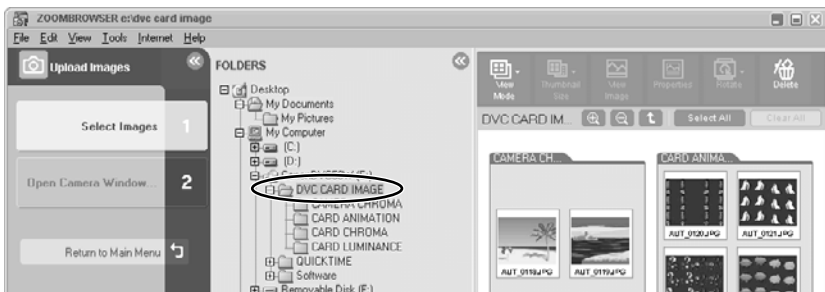 ZOOMBROWSER e:\dvc card image
File Edit View Tools Internet Help
Upload Images
Select Images 1
Open Camera Window... 2
Return to Main Menu
FOLDERS
Desktop
My Documents
My Pictures
My Computer
(C:)
(D:)
DVC CARD IMAGE
CAMERA CHROMA
CARD ANIMATION
CARD CHROMA
CARD LUMINANCE
QUICKTIME
Software
Removable Disk (F:)
View Mode
Thumbnail Size
View Image
Properties
Rotate
Delete
DVC CARD IM...
Select All
Clear All
CAMERA CH...
AUT_0118.JPG
AUT_0119.JPG
CARD ANIMA...
AUT_0120.JPG
AUT_0121.JPG